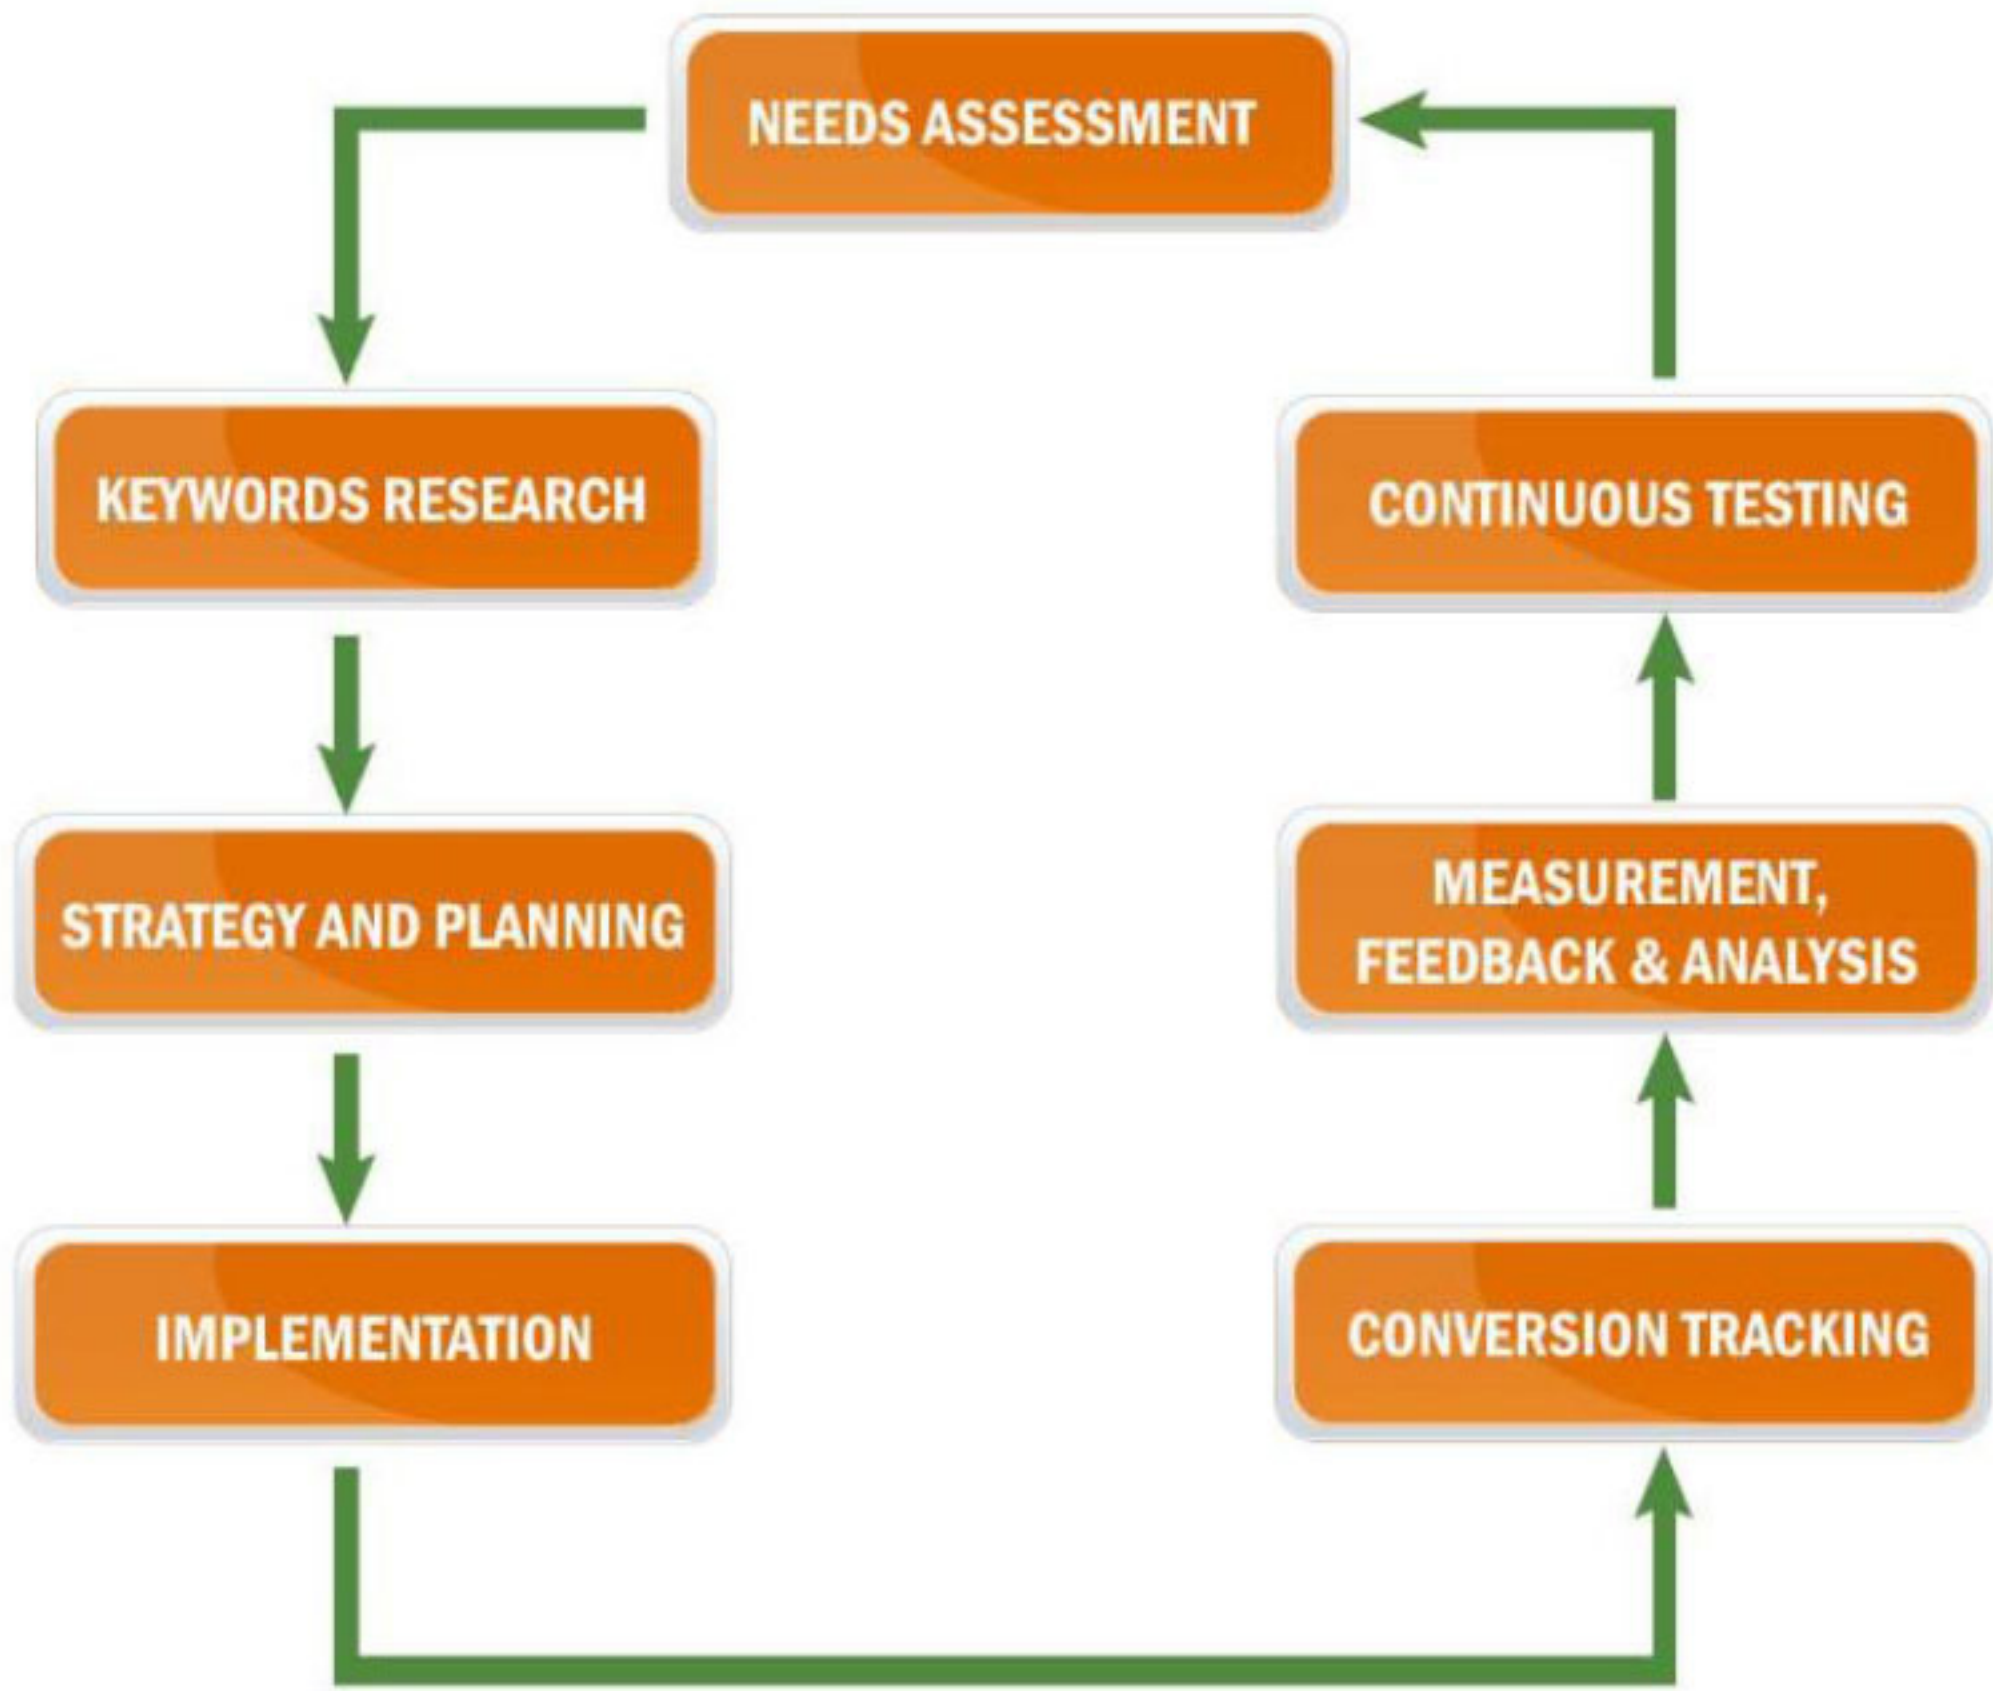 NEEDS ASSESSMENT
KEYWORDS RESEARCH
STRATEGY AND PLANNING
IMPLEMENTATION
CONVERSION TRACKING
MEASUREMENT,
FEEDBACK & ANALYSIS
CONTINUOUS TESTING